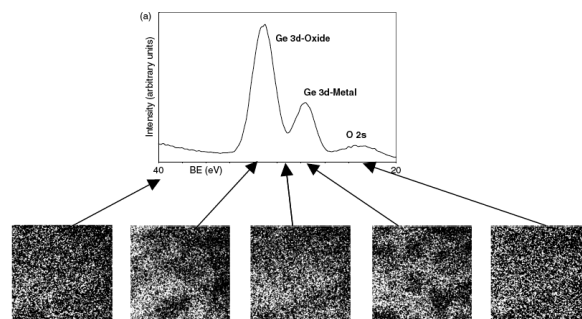 (a)
Intensity (arbitrary units)
Ge 3d-Oxide
Ge 3d-Metal
O 2s
40
BE (eV)
20